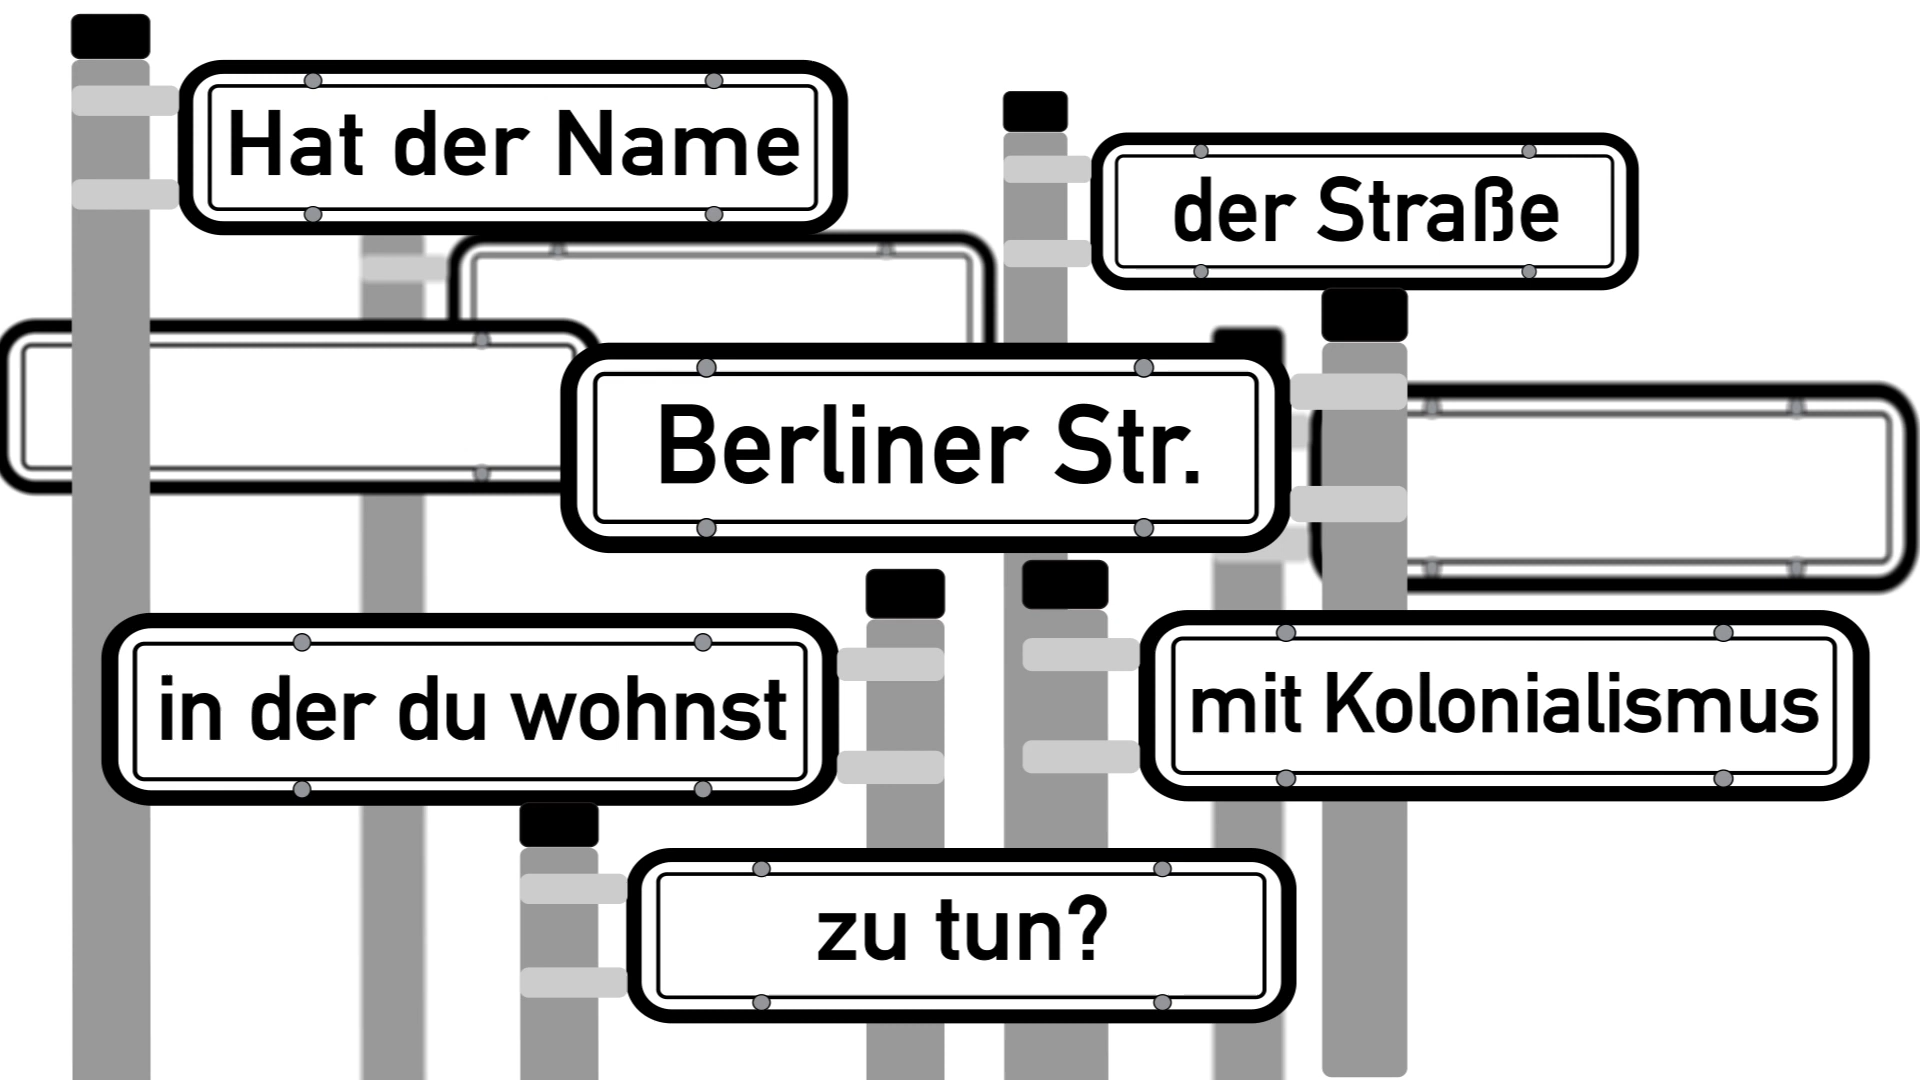 Hat der Name
der Straße
Berliner Str.
in der du wohnst
mit Kolonialismus
zu tun?